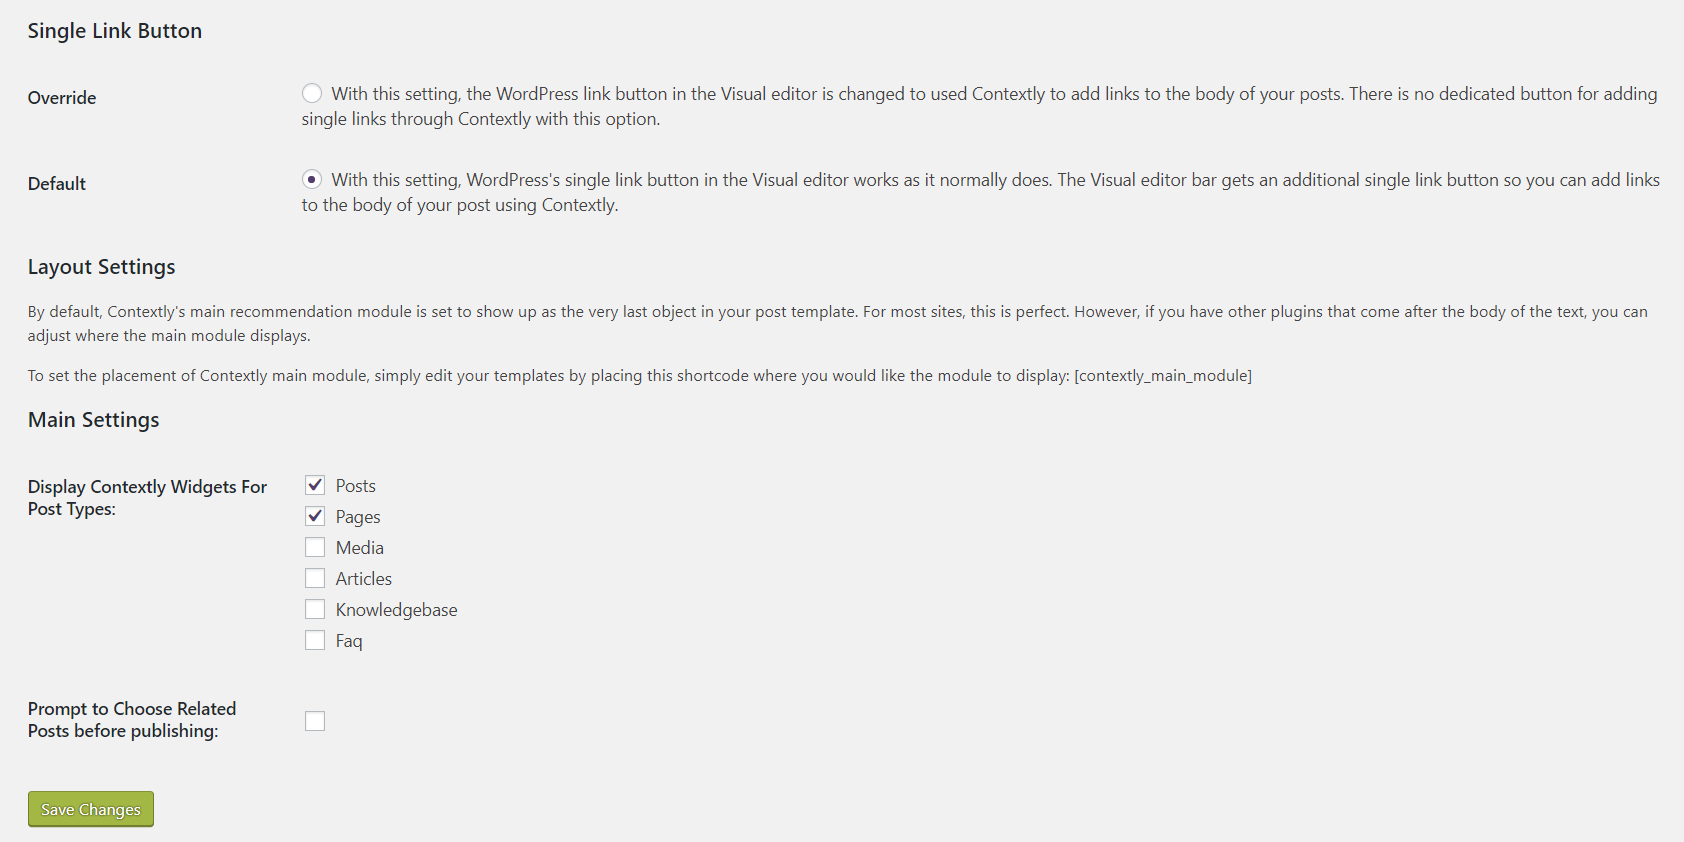 Single Link Button
Override
With this setting, the WordPress link button in the Visual editor is changed to used Contextly to add links to the body of your posts. There is no dedicated button for adding
single links through Contextly with this option.
Default
With this setting, WordPress's single link button in the Visual editor works as it normally does. The Visual editor bar gets an additional single link button so you can add links
to the body of your post using Contextly.
Layout Settings
By default, Contextly's main recommendation module is set to show up as the very last object in your post template. For most sites, this is perfect. However, if you have other plugins that come after the body of the text, you can
adjust where the main module displays.
To set the placement of Contextly main module, simply edit your templates by placing this shortcode where you would like the module to display: [contextly_main_module]
Main Settings
Display Contextly Widgets For
Post Types:
Posts
Pages
Media
Articles
Knowledgebase
Faq
Prompt to Choose Related
Posts before publishing:
Save Changes